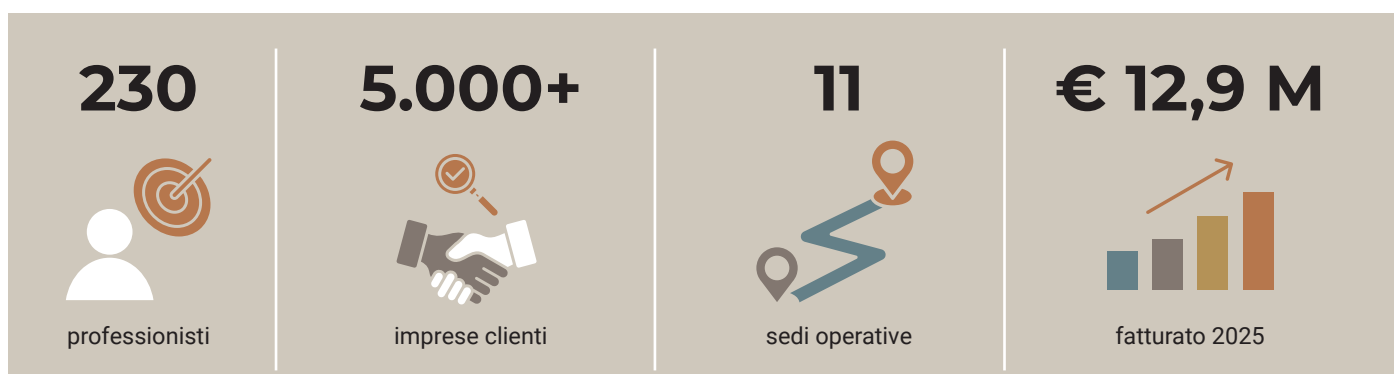 230
professionisti
5.000+
imprese clienti
11
sedi operative
€ 12,9 M
fatturato 2025